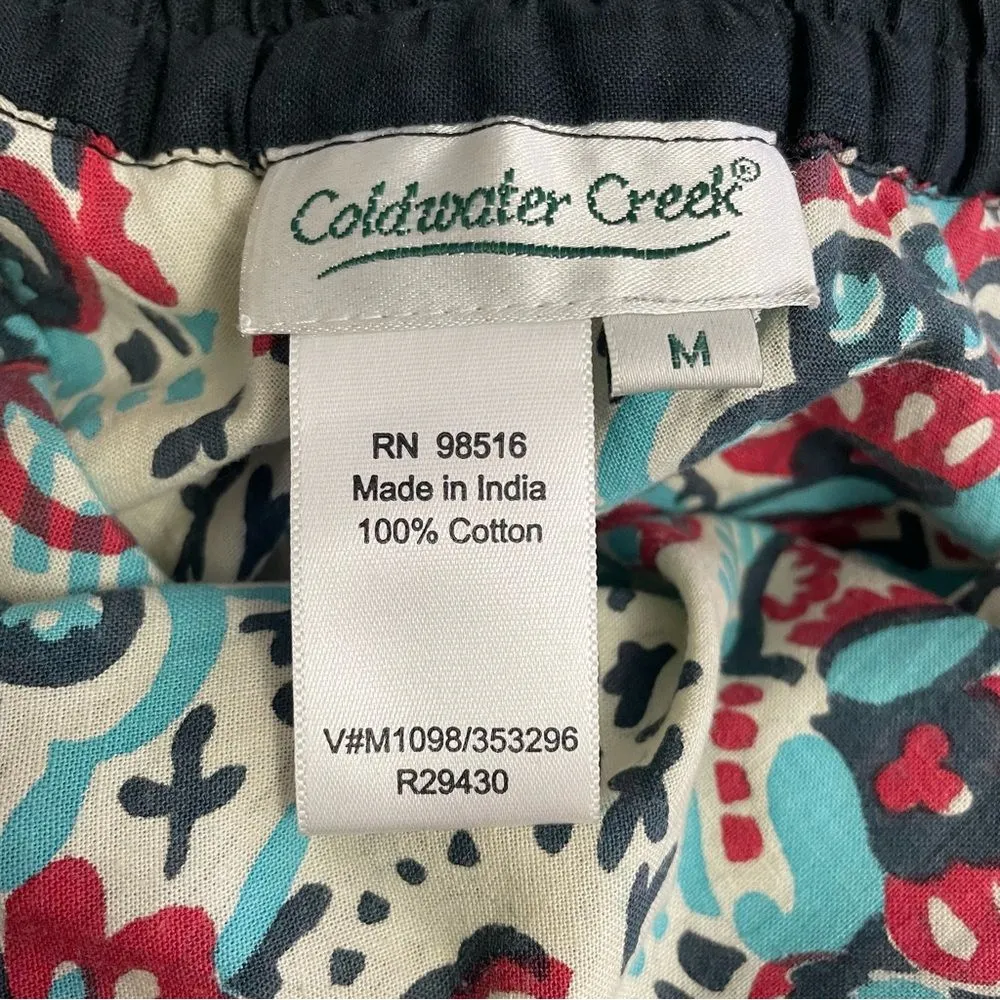 Coldwater Creek®
M
RN 98516
Made in India
100% Cotton
V#M1098/353296
R29430